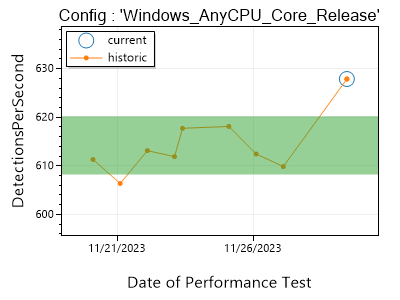 Config : 'Windows_AnyCPU_Core_Release'
current
historic
630
620
610
600
DetectionsPerSecond
11/21/2023
11/26/2023
Date of Performance Test